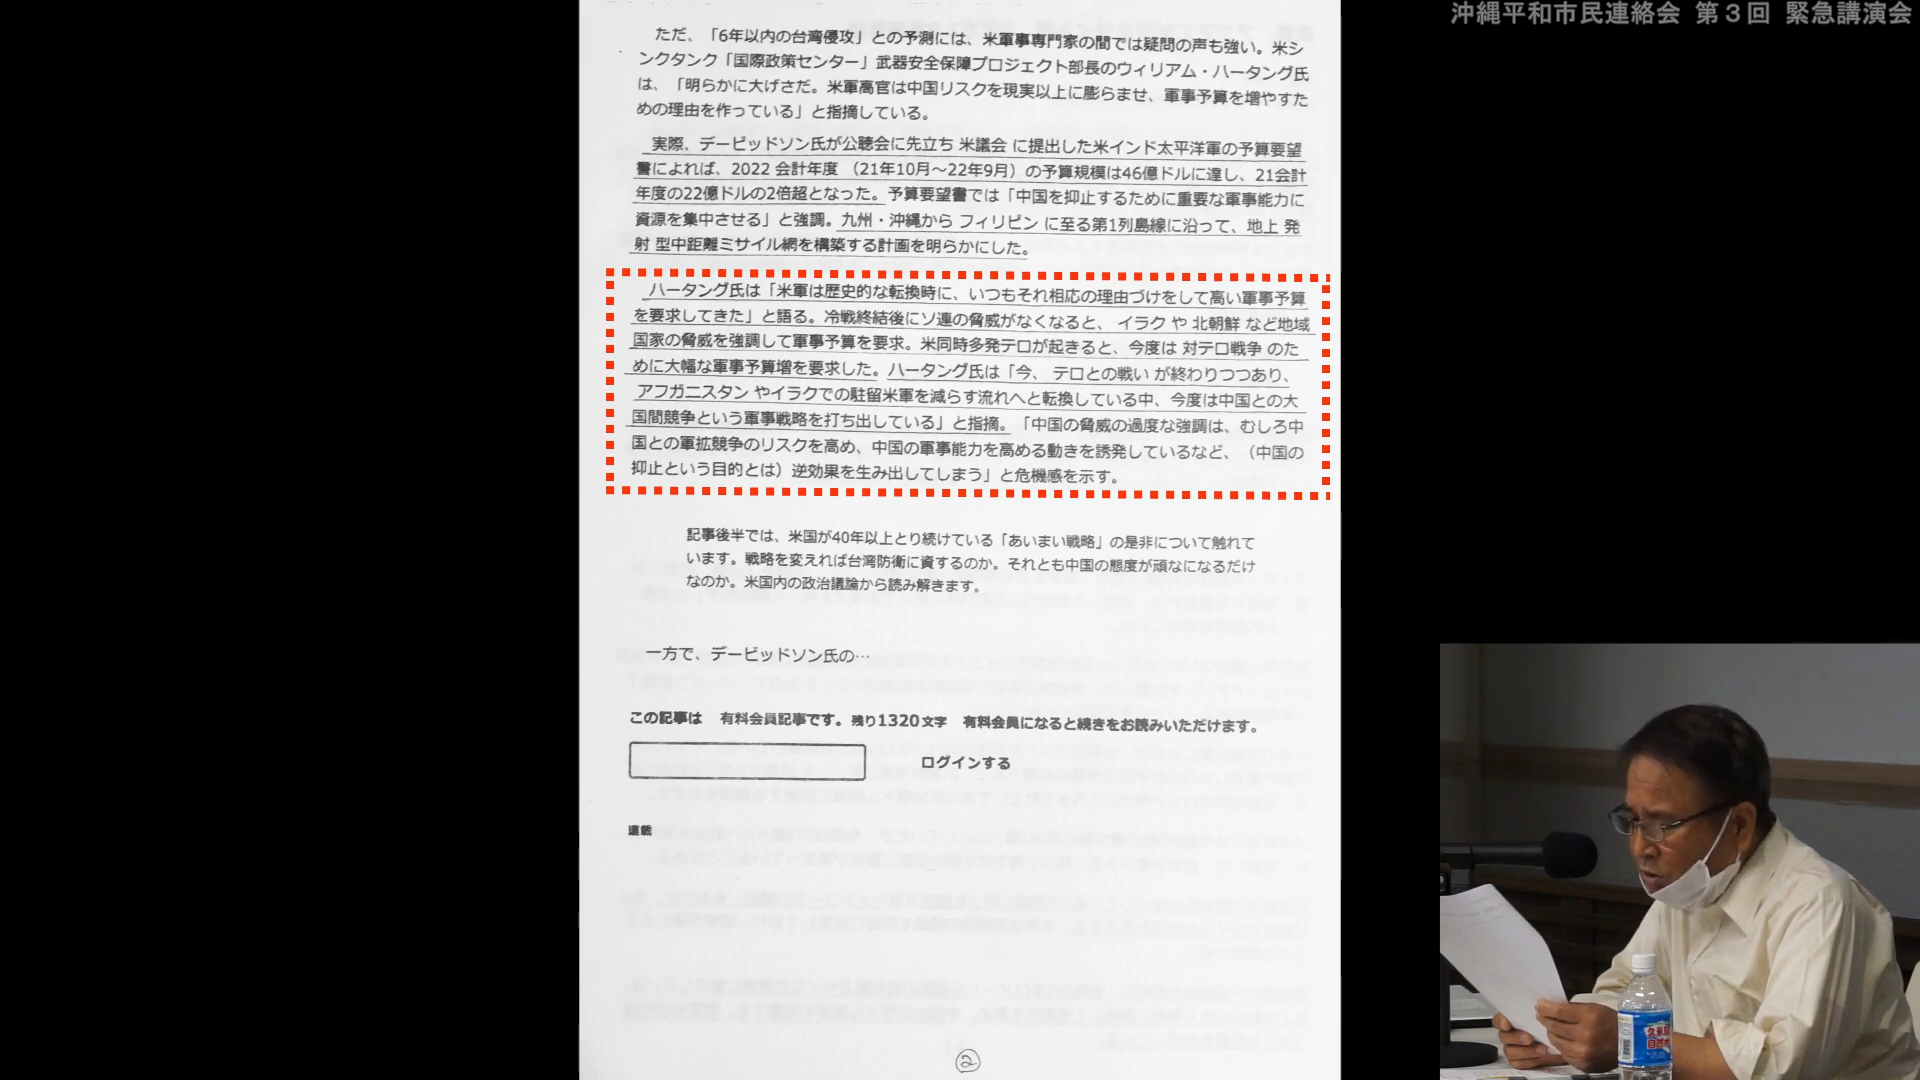 沖縄平和市民連絡会 第３回 緊急講演会
ただ、「6年以内の台湾侵攻」との予測には、米軍事専門家の間では疑問の声も強い。米シ
ンクタンク「国際政策センター」武器安全保障プロジェクト部長のウィリアム・ハータング氏
は、「明らかに大げさだ。米軍高官は中国リスクを現実以上に膨らませ、軍事予算を増やすた
めの理由を作っている」と指摘している。
実際、デービッドソン氏が公聴会に先立ち 米議会 に提出した米インド太平洋軍の予算要望
書によれば、2022 会計年度 （21年10月～22年9月）の予算規模は46億ドルに達し、21会計
年度の22億ドルの2倍超となった。予算要望書では「中国を抑止するために重要な軍事能力に
資源を集中させる」と強調。九州・沖縄から フィリピン に至る第1列島線に沿って、地上 発
射 型中距離ミサイル網を構築する計画を明らかにした。
ハータング氏は「米軍は歴史的な転換時に、いつもそれ相応の理由づけをして高い軍事予算
を要求してきた」と語る。冷戦終結後にソ連の脅威がなくなると、 イラク や 北朝鮮 など地域
国家の脅威を強調して軍事予算を要求。米同時多発テロが起きると、今度は 対テロ戦争 のた
めに大幅な軍事予算増を要求した。ハータング氏は「今、 テロとの戦い が終わりつつあり、
アフガニスタン やイラクでの駐留米軍を減らす流れへと転換している中、今度は中国との大
国間競争という軍事戦略を打ち出している」と指摘。「中国の脅威の過度な強調は、むしろ中
国との軍拡競争のリスクを高め、中国の軍事能力を高める動きを誘発しているなど、（中国の
抑止という目的とは）逆効果を生み出してしまう」と危機感を示す。
記事後半では、米国が40年以上とり続けている「あいまい戦略」の是非について触れて
います。戦略を変えれば台湾防衛に資するのか。それとも中国の態度が頑なになるだけ
なのか。米国内の政治議論から読み解きます。
一方で、デービッドソン氏の…
この記事は 有料会員記事です。残り1320文字 有料会員になると続きをお読みいただけます。
ログインする
連載
②